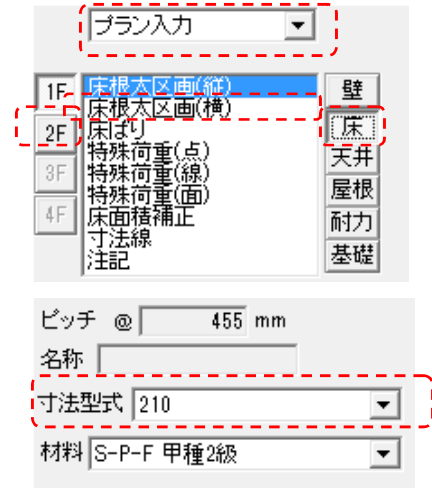 プラン入力
1F
2F
3F
4F
床根太区画(縦)
床根太区画(横)
床ばり
特殊荷重(点)
特殊荷重(線)
特殊荷重(面)
床面積補正
寸法線
注記
壁
床
天井
屋根
耐力
基礎
ピッチ @ 455 mm
名称
寸法型式 210
材料 S-P-F 甲種2級